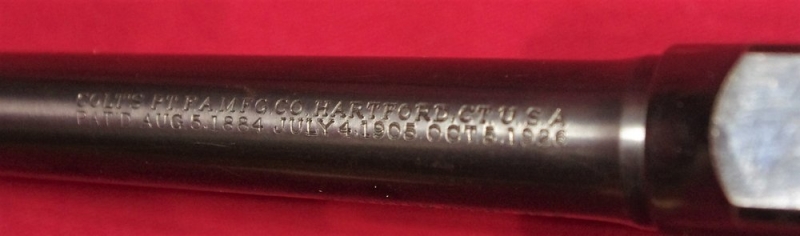 COLT'S PT. F.A. MFG. CO. HARTFORD, CT. U.S.A.
PAT'D AUG. 5. 1884 JULY 4. 1905 OCT 5. 1926